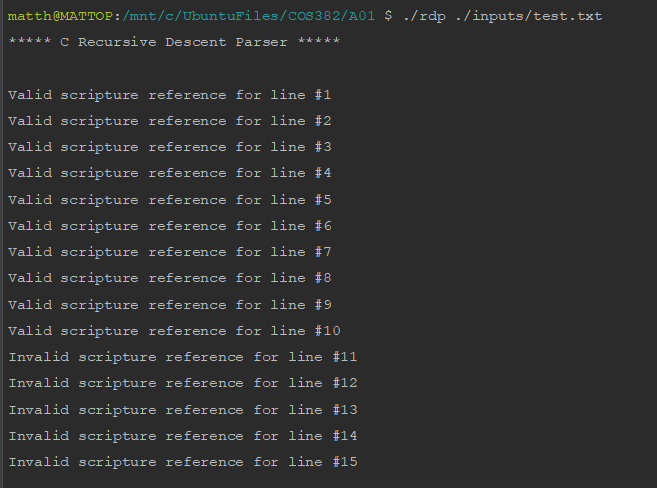 matth@MATTOP:/mnt/c/UbuntuFiles/COS382/A01 $ ./rdp ./inputs/test.txt
***** C Recursive Descent Parser *****
Valid scripture reference for line #1
Valid scripture reference for line #2
Valid scripture reference for line #3
Valid scripture reference for line #4
Valid scripture reference for line #5
Valid scripture reference for line #6
Valid scripture reference for line #7
Valid scripture reference for line #8
Valid scripture reference for line #9
Valid scripture reference for line #10
Invalid scripture reference for line #11
Invalid scripture reference for line #12
Invalid scripture reference for line #13
Invalid scripture reference for line #14
Invalid scripture reference for line #15